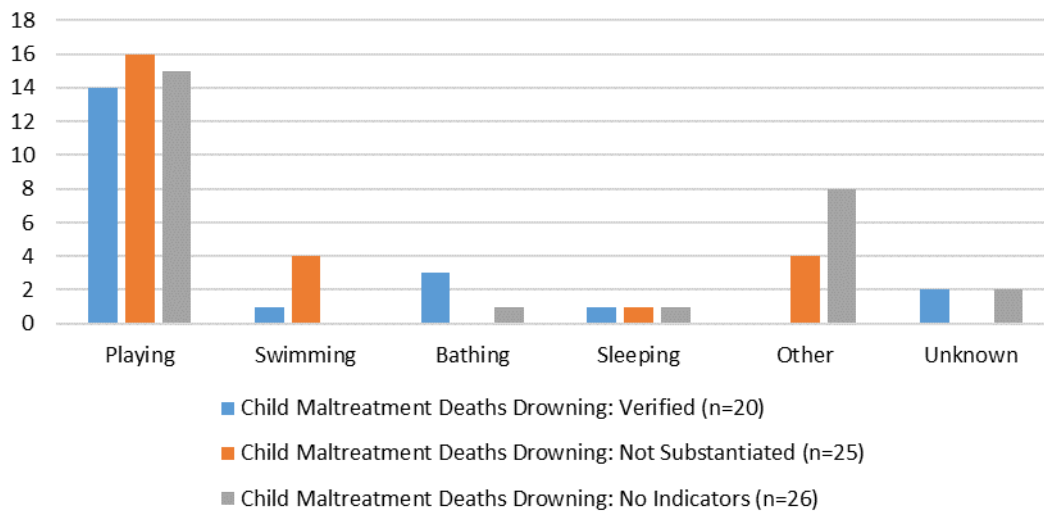 18
16
14
12
10
8
6
4
2
0
Playing Swimming Bathing Sleeping Other Unknown
Child Maltreatment Deaths Drowning: Verified (n=20)
Child Maltreatment Deaths Drowning: Not Substantiated (n=25)
Child Maltreatment Deaths Drowning: No Indicators (n=26)